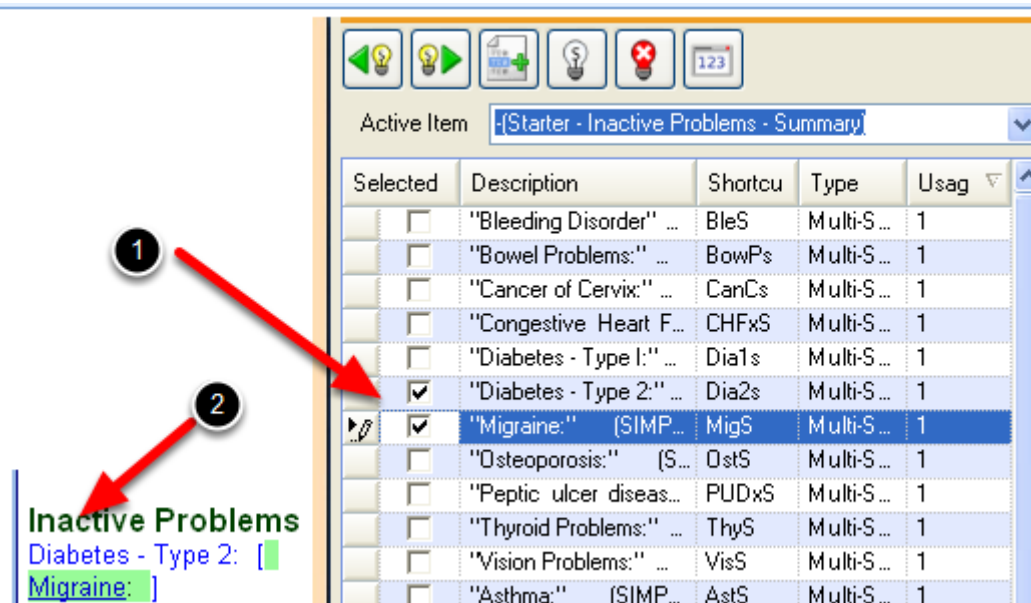 123
Active Item -(Starter - Inactive Problems - Summary)
Selected Description Shortcu Type Usag
"Bleeding Disorder" ... BleS Multi-S... 1
"Bowel Problems:" ... BowPs Multi-S... 1
"Cancer of Cervix:" ... CanCs Multi-S... 1
"Congestive Heart F... CHFxS Multi-S... 1
"Diabetes - Type I:" ... Dia1s Multi-S... 1
"Diabetes - Type 2:" ... Dia2s Multi-S... 1
"Migraine:" (SIMP... MigS Multi-S... 1
"Osteoporosis:" (S... OstS Multi-S... 1
"Peptic ulcer diseas... PUDxS Multi-S... 1
"Thyroid Problems:" ... ThyS Multi-S... 1
"Vision Problems:" ... VisS Multi-S... 1
"Asthma:" (SIMP... AstS Multi-S... 1
1
2
Inactive Problems
Diabetes - Type 2: [
Migraine: ]